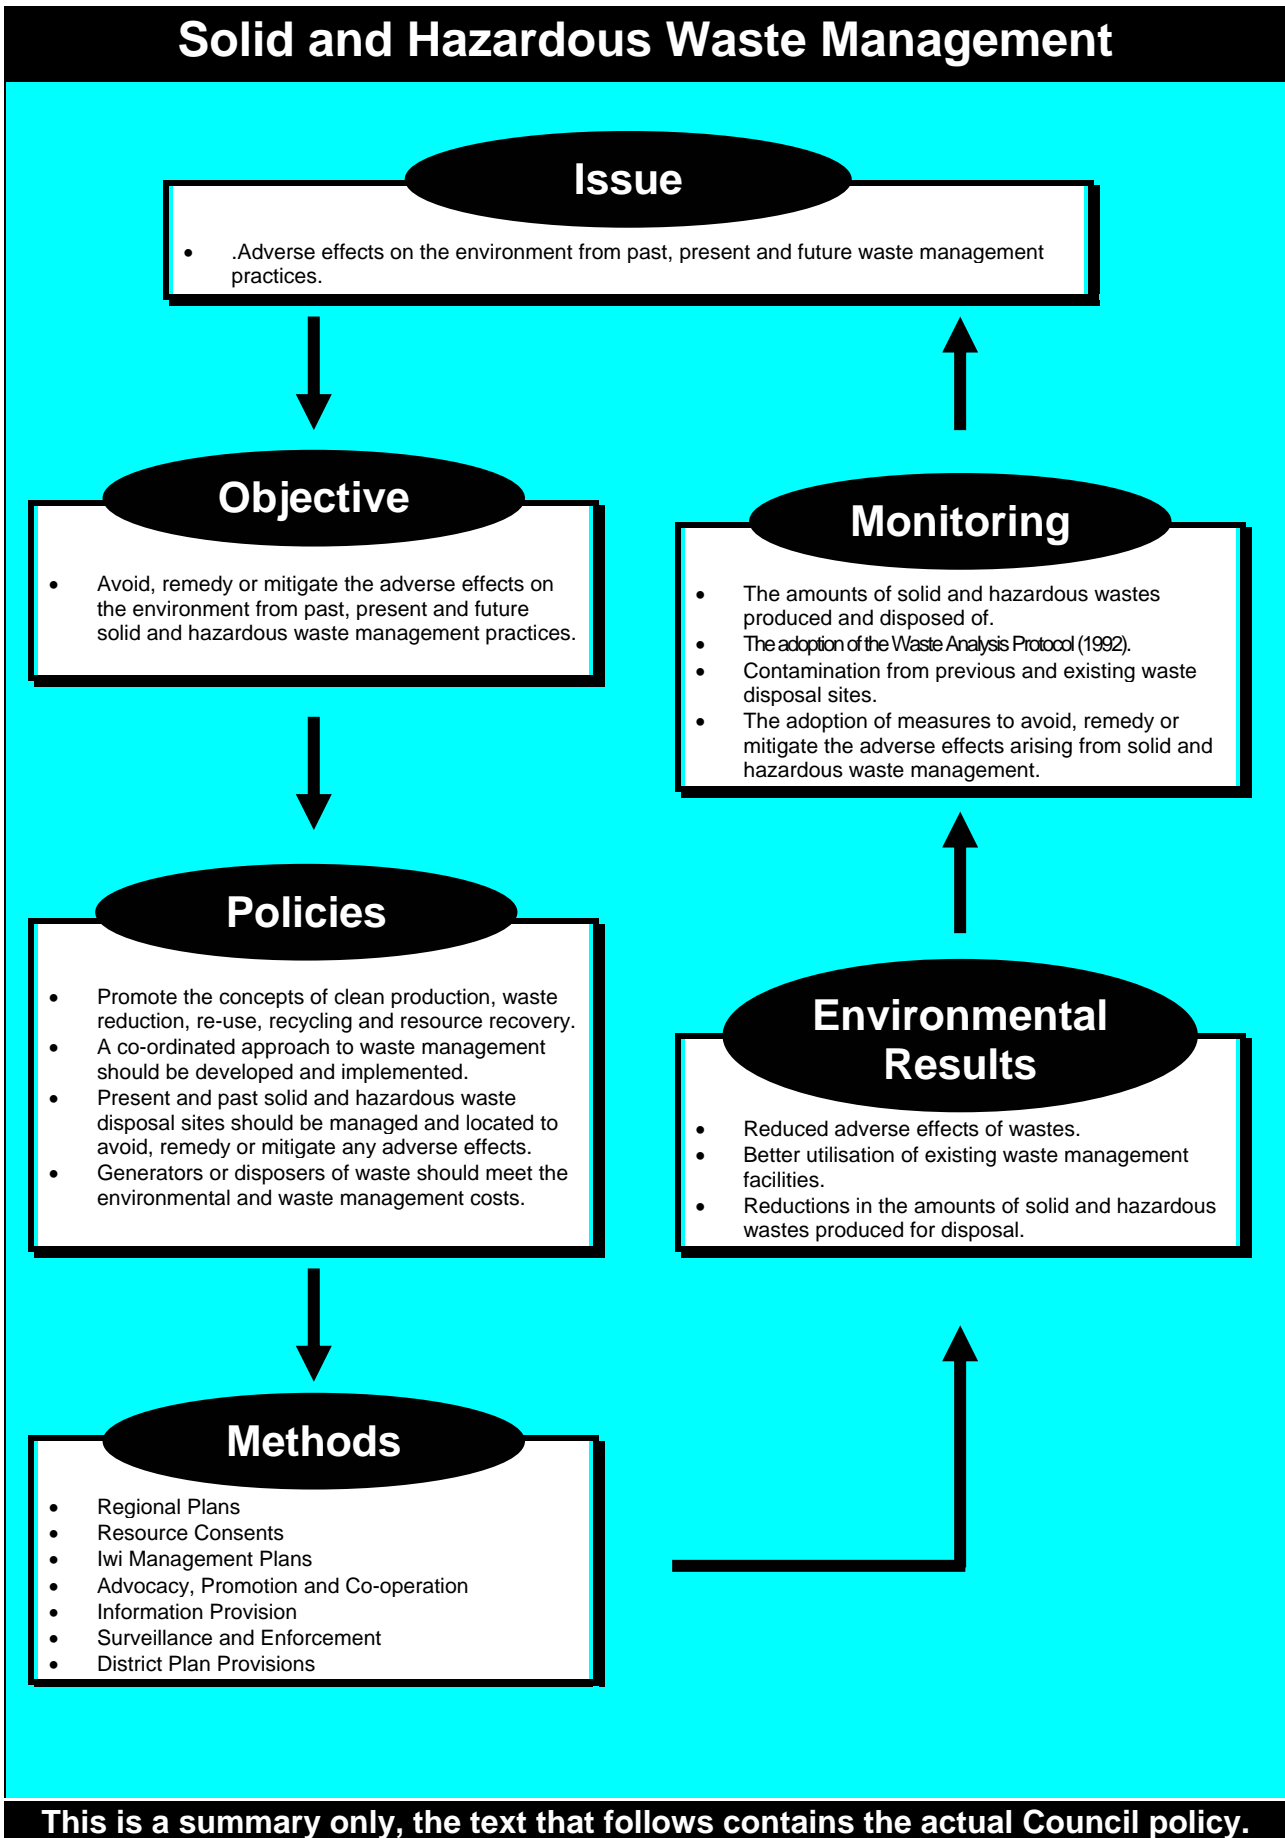 Solid and Hazardous Waste Management
Issue
• .Adverse effects on the environment from past, present and future waste management
practices.
Objective
• Avoid, remedy or mitigate the adverse effects on
the environment from past, present and future
solid and hazardous waste management practices.
Policies
• Promote the concepts of clean production, waste
reduction, re-use, recycling and resource recovery.
• A co-ordinated approach to waste management
should be developed and implemented.
• Present and past solid and hazardous waste
disposal sites should be managed and located to
avoid, remedy or mitigate any adverse effects.
• Generators or disposers of waste should meet the
environmental and waste management costs.
Methods
• Regional Plans
• Resource Consents
• Iwi Management Plans
• Advocacy, Promotion and Co-operation
• Information Provision
• Surveillance and Enforcement
• District Plan Provisions
Environmental
Results
• Reduced adverse effects of wastes.
• Better utilisation of existing waste management
facilities.
• Reductions in the amounts of solid and hazardous
wastes produced for disposal.
Monitoring
• The amounts of solid and hazardous wastes
produced and disposed of.
• The adoption of the Waste Analysis Protocol (1992).
• Contamination from previous and existing waste
disposal sites.
• The adoption of measures to avoid, remedy or
mitigate the adverse effects arising from solid and
hazardous waste management.
This is a summary only, the text that follows contains the actual Council policy.